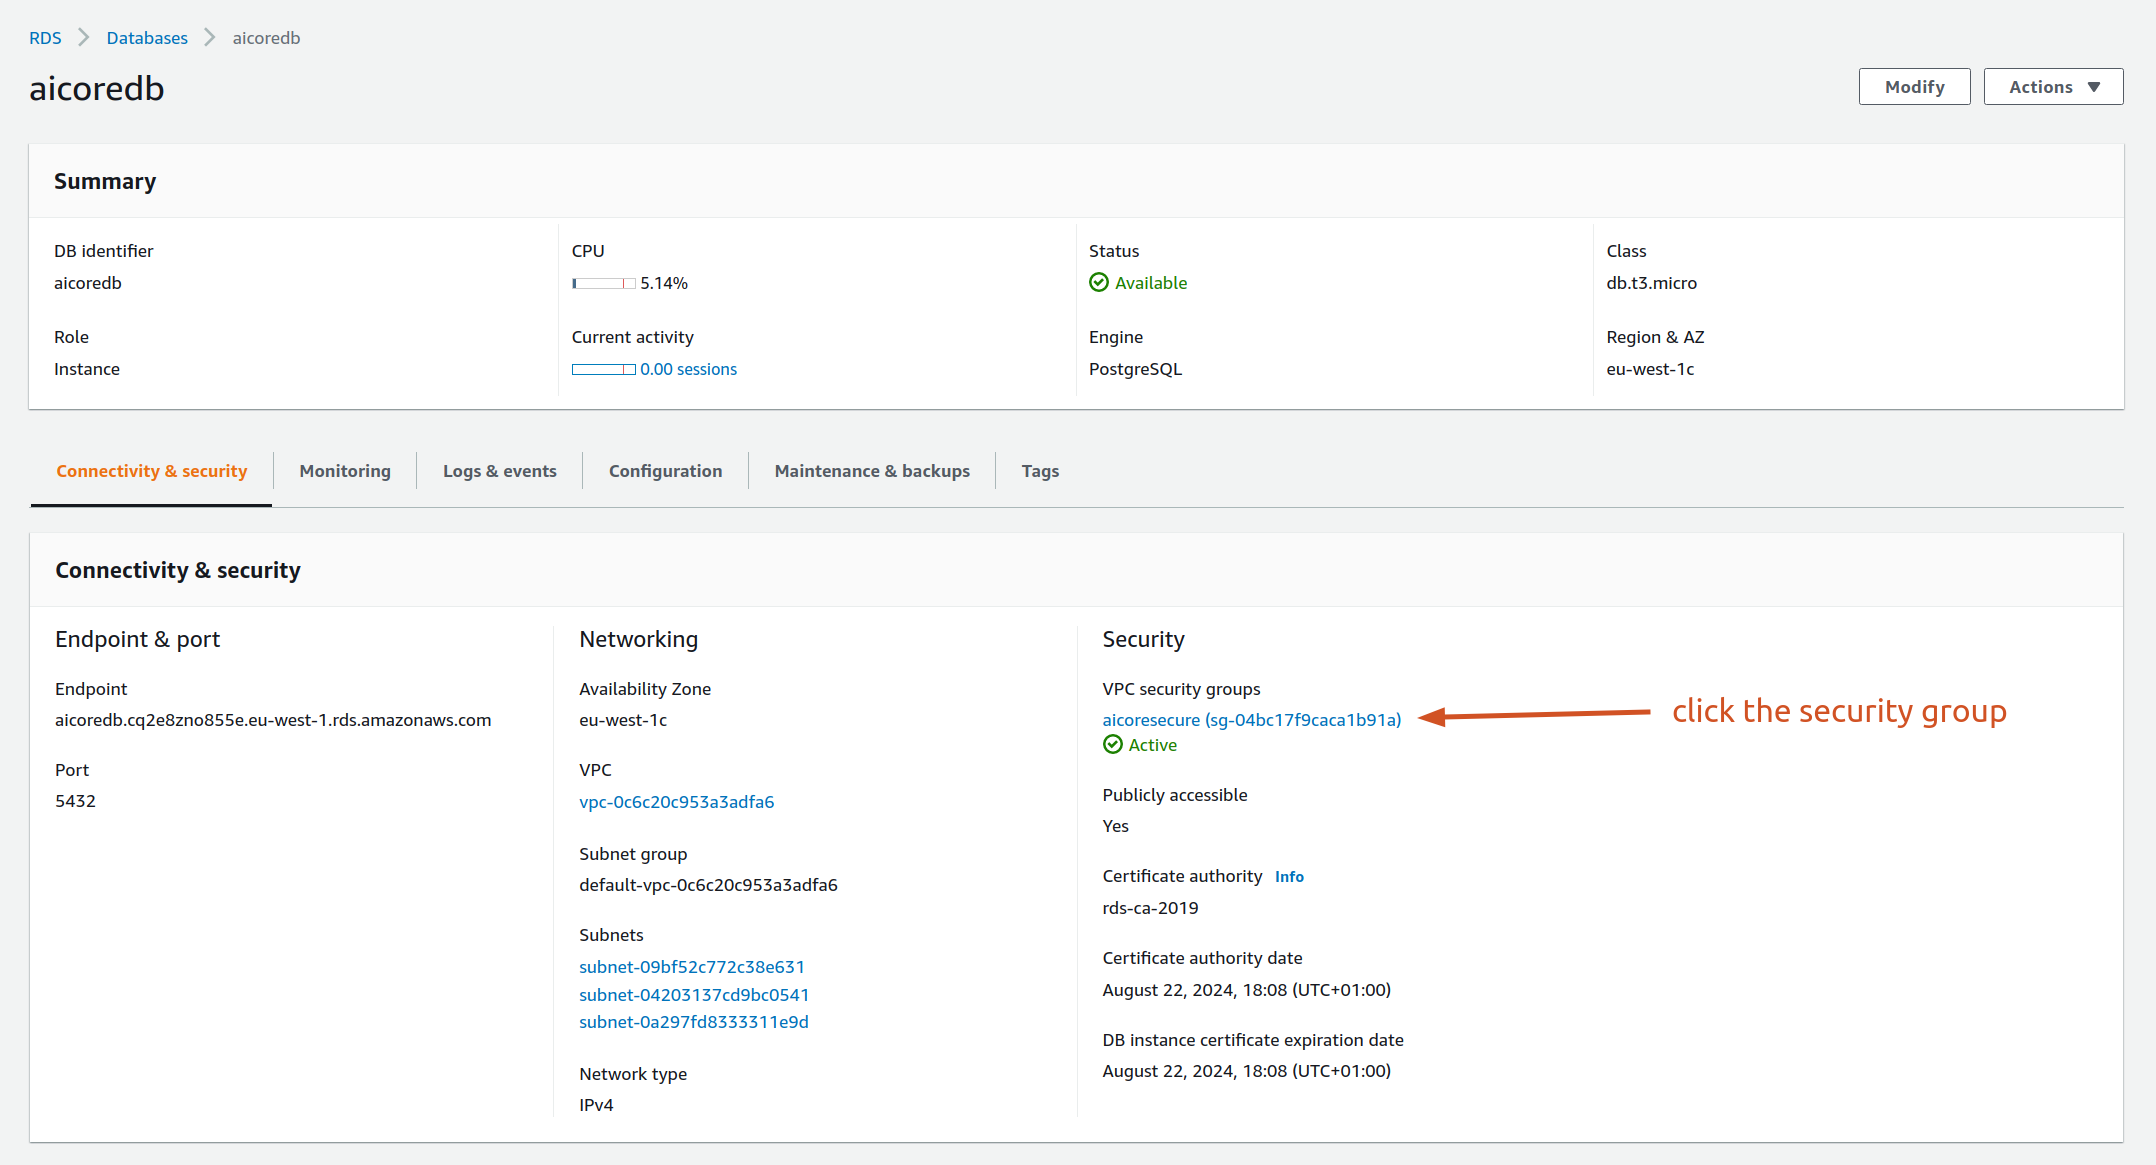 RDS > Databases > aicoredb
aicoredb
Modify
Actions ▼
Summary
DB identifier
aicoredb
CPU
5.14%
Status
Available
Class
db.t3.micro
Role
Instance
Current activity
0.00 sessions
Engine
PostgreSQL
Region & AZ
eu-west-1c
Connectivity & security
Monitoring
Logs & events
Configuration
Maintenance & backups
Tags
Connectivity & security
Endpoint & port
Endpoint
aicoredb.cq2e8zno855e.eu-west-1.rds.amazonaws.com
Port
5432
Networking
Availability Zone
eu-west-1c
VPC
vpc-0c6c20c953a3adfa6
Subnet group
default-vpc-0c6c20c953a3adfa6
Subnets
subnet-09bf52c772c38e631
subnet-04203137cd9bc0541
subnet-0a297fd8333311e9d
Network type
IPv4
Security
VPC security groups
aicoresecure (sg-04bc17f9caca1b91a)
click the security group
Active
Publicly accessible
Yes
Certificate authority Info
rds-ca-2019
Certificate authority date
August 22, 2024, 18:08 (UTC+01:00)
DB instance certificate expiration date
August 22, 2024, 18:08 (UTC+01:00)